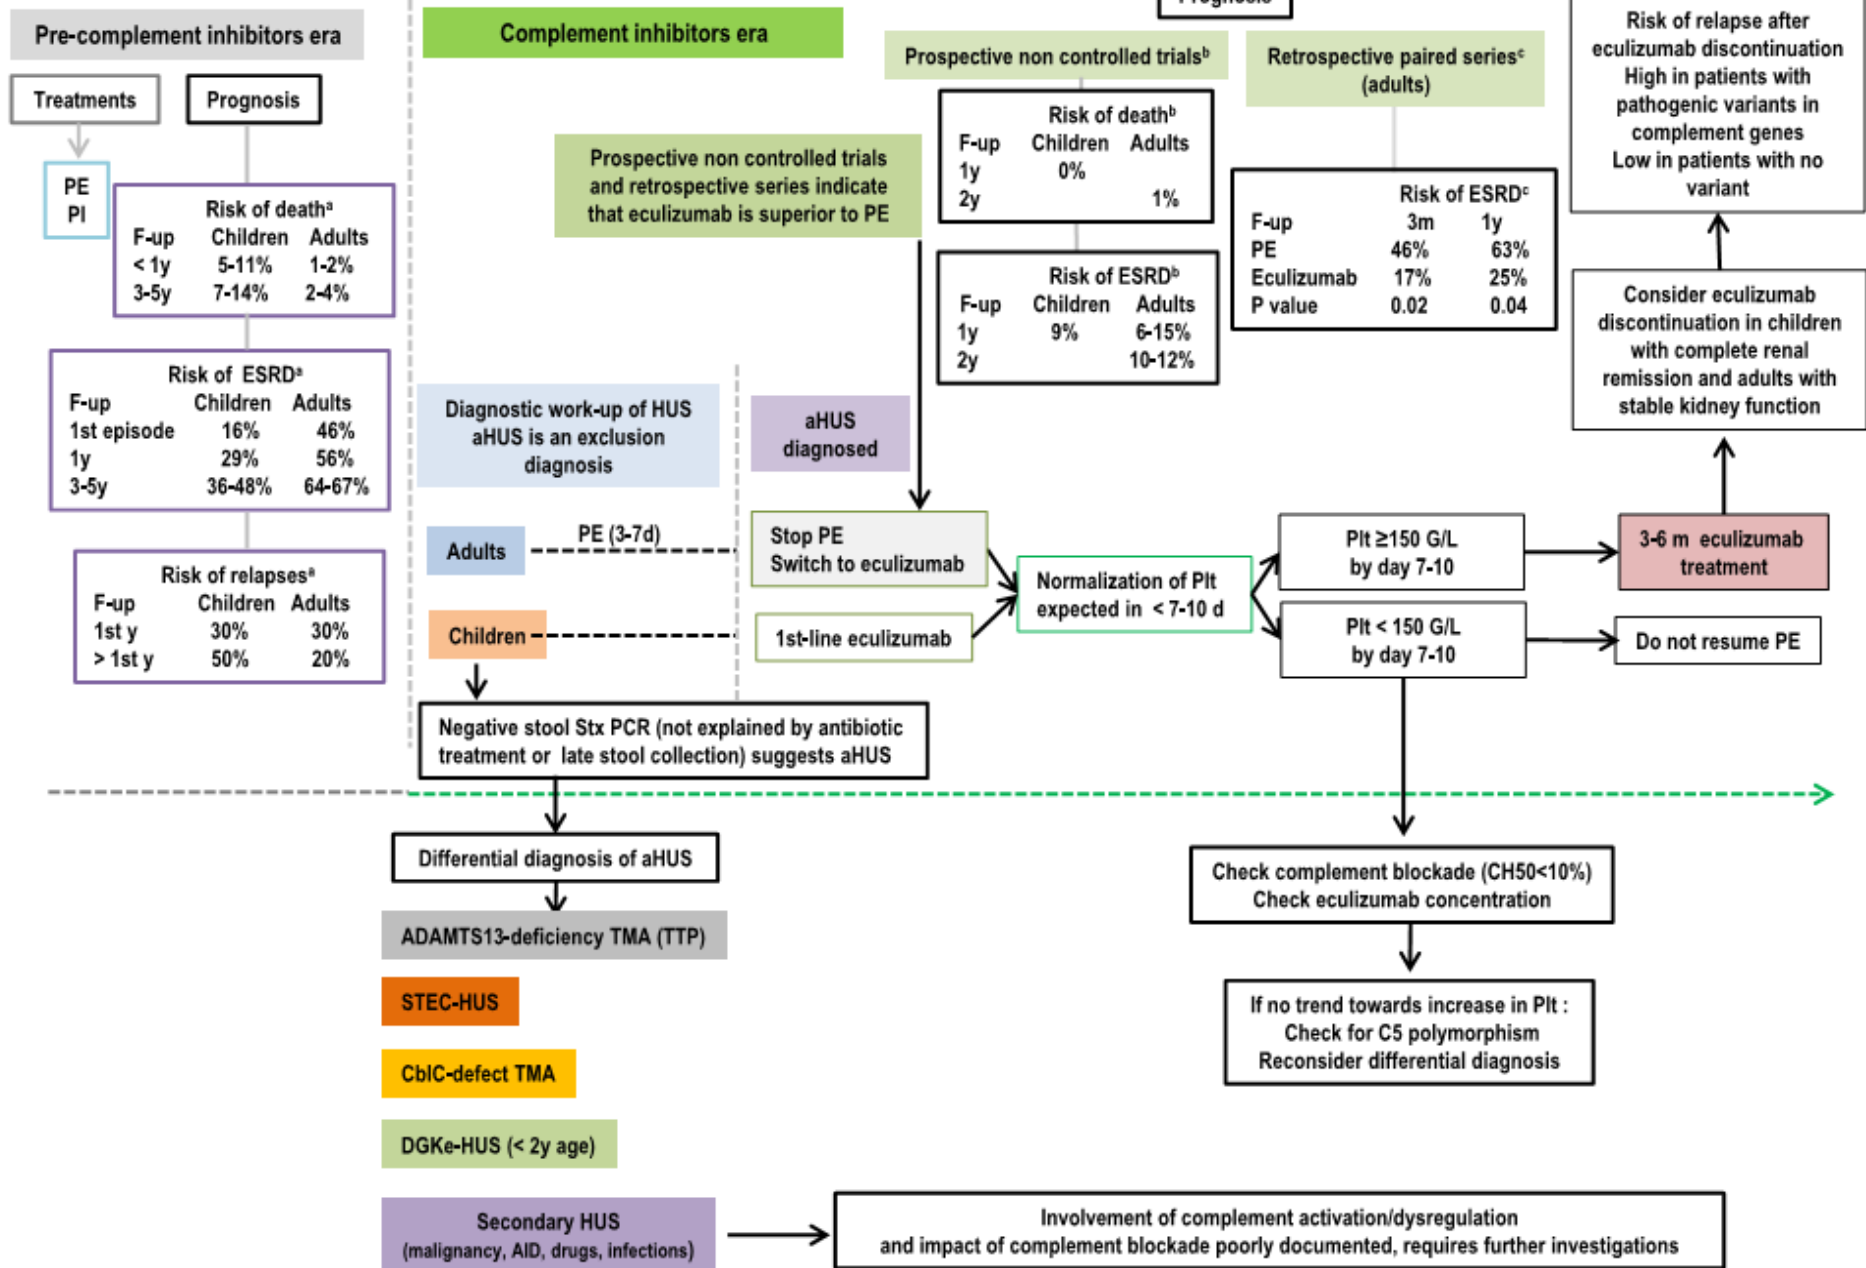 Pre-complement inhibitors era
Treatments
Prognosis
PE
PI
Risk of deathᵃ
F-up Children Adults
< 1y 5-11% 1-2%
3-5y 7-14% 2-4%
Risk of ESRDᵃ
F-up Children Adults
1st episode 16% 46%
1y 29% 56%
3-5y 36-48% 64-67%
Risk of relapsesᵃ
F-up Children Adults
1st y 30% 30%
> 1st y 50% 20%
Complement inhibitors era
Prognosis
Prospective non controlled trialsᵇ
Retrospective paired seriesᶜ
(adults)
Prospective non controlled trials
and retrospective series indicate
that eculizumab is superior to PE
Risk of deathᵇ
F-up Children Adults
1y 0%
2y 1%
Risk of ESRDᵇ
F-up Children Adults
1y 9% 6-15%
2y 10-12%
Risk of ESRDᶜ
F-up 3m 1y
PE 46% 63%
Eculizumab 17% 25%
P value 0.02 0.04
Risk of relapse after
eculizumab discontinuation
High in patients with
pathogenic variants in
complement genes
Low in patients with no
variant
Consider eculizumab
discontinuation in children
with complete renal
remission and adults with
stable kidney function
Diagnostic work-up of HUS
aHUS is an exclusion
diagnosis
aHUS
diagnosed
Adults
PE (3-7d)
Children
Stop PE
Switch to eculizumab
1st-line eculizumab
Normalization of Plt
expected in < 7-10 d
Plt ≥150 G/L
by day 7-10
Plt < 150 G/L
by day 7-10
3-6 m eculizumab
treatment
Do not resume PE
Negative stool Stx PCR (not explained by antibiotic
treatment or late stool collection) suggests aHUS
Differential diagnosis of aHUS
ADAMTS13-deficiency TMA (TTP)
STEC-HUS
CblC-defect TMA
DGKe-HUS (< 2y age)
Secondary HUS
(malignancy, AID, drugs, infections)
Check complement blockade (CH50<10%)
Check eculizumab concentration
If no trend towards increase in Plt :
Check for C5 polymorphism
Reconsider differential diagnosis
Involvement of complement activation/dysregulation
and impact of complement blockade poorly documented, requires further investigations